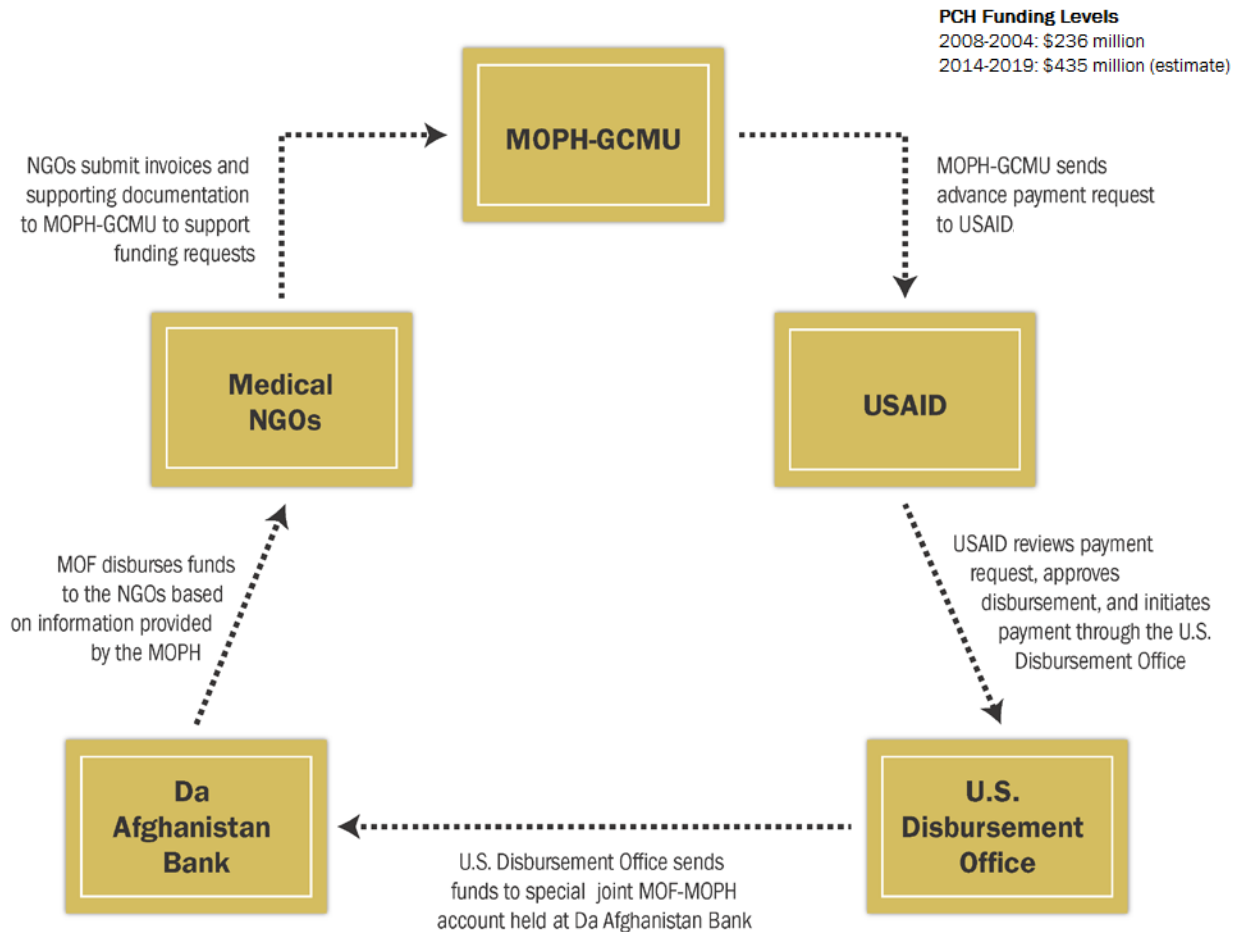 PCH Funding Levels
2008-2004: $236 million
2014-2019: $435 million (estimate)
MOPH-GCMU
NGOs submit invoices and
supporting documentation
to MOPH-GCMU to support
funding requests
MOPH-GCMU sends
advance payment request
to USAID
Medical
NGOs
USAID
MOF disburses funds
to the NGOs based
on information provided
by the MOPH
USAID reviews payment
request, approves
disbursement, and initiates
payment through the U.S.
Disbursement Office
Da
Afghanistan
Bank
U.S.
Disbursement
Office
U.S. Disbursement Office sends
funds to special joint MOF-MOPH
account held at Da Afghanistan Bank